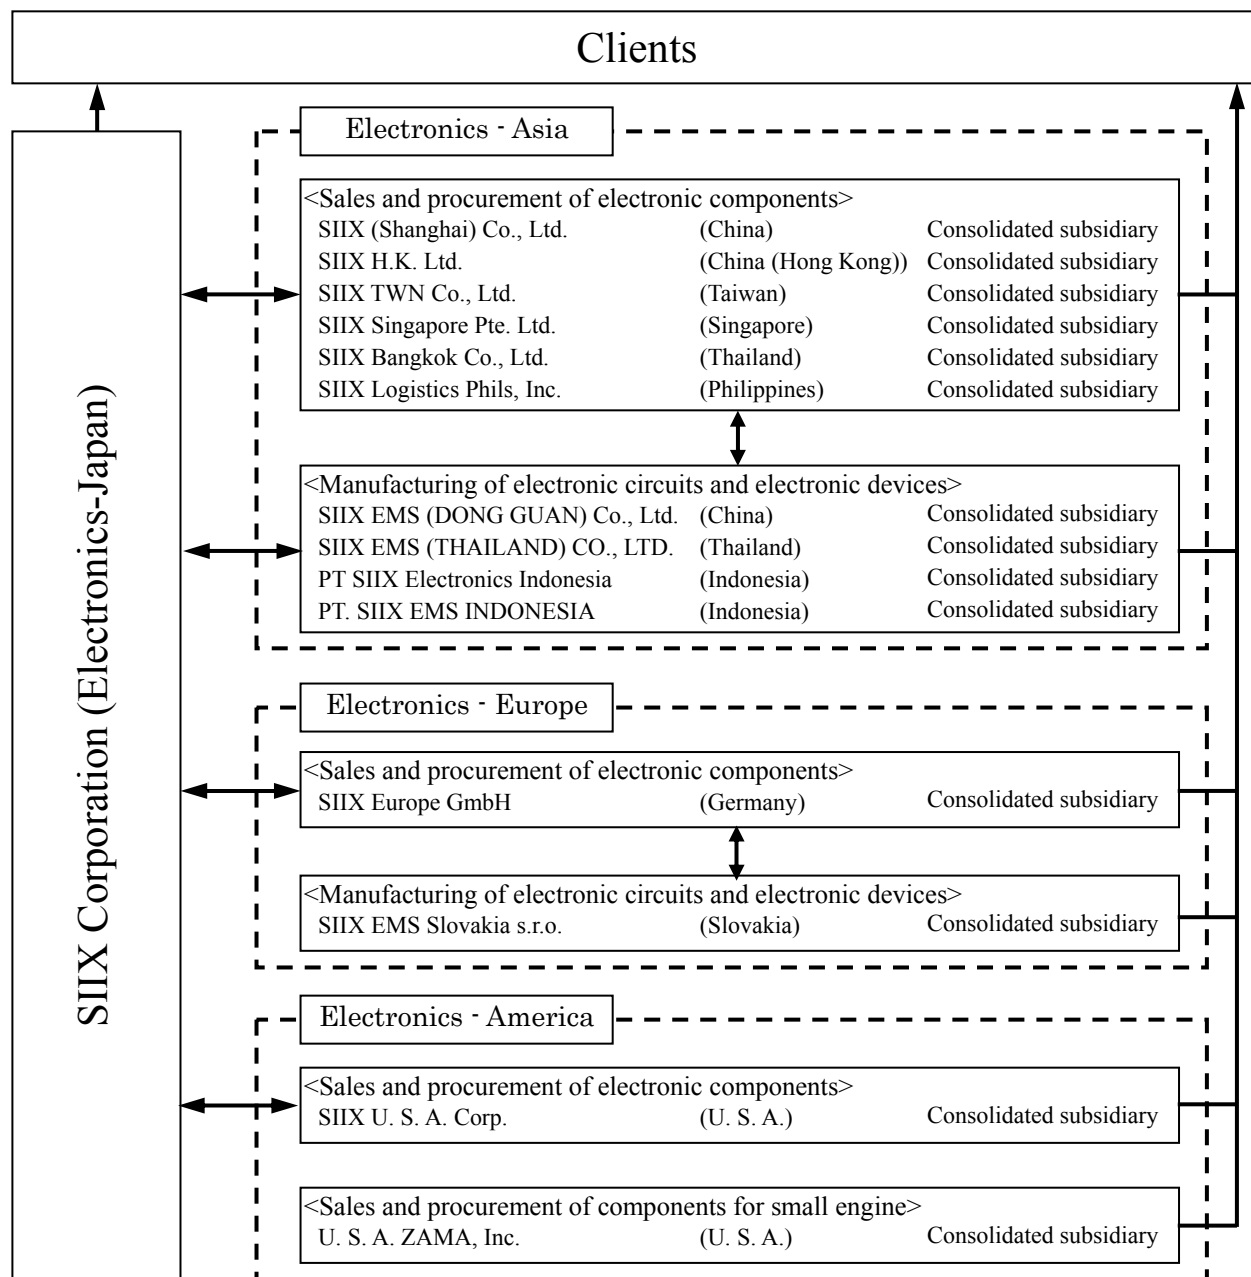 Clients
SIIX Corporation (Electronics-Japan)
Electronics - Asia
<Sales and procurement of electronic components>
SIIX (Shanghai) Co., Ltd. (China) Consolidated subsidiary
SIIX H.K. Ltd. (China (Hong Kong)) Consolidated subsidiary
SIIX TWN Co., Ltd. (Taiwan) Consolidated subsidiary
SIIX Singapore Pte. Ltd. (Singapore) Consolidated subsidiary
SIIX Bangkok Co., Ltd. (Thailand) Consolidated subsidiary
SIIX Logistics Phils, Inc. (Philippines) Consolidated subsidiary
<Manufacturing of electronic circuits and electronic devices>
SIIX EMS (DONG GUAN) Co., Ltd. (China) Consolidated subsidiary
SIIX EMS (THAILAND) CO., LTD. (Thailand) Consolidated subsidiary
PT SIIX Electronics Indonesia (Indonesia) Consolidated subsidiary
PT. SIIX EMS INDONESIA (Indonesia) Consolidated subsidiary
Electronics - Europe
<Sales and procurement of electronic components>
SIIX Europe GmbH (Germany) Consolidated subsidiary
<Manufacturing of electronic circuits and electronic devices>
SIIX EMS Slovakia s.r.o. (Slovakia) Consolidated subsidiary
Electronics - America
<Sales and procurement of electronic components>
SIIX U. S. A. Corp. (U. S. A.) Consolidated subsidiary
<Sales and procurement of components for small engine>
U. S. A. ZAMA, Inc. (U. S. A.) Consolidated subsidiary